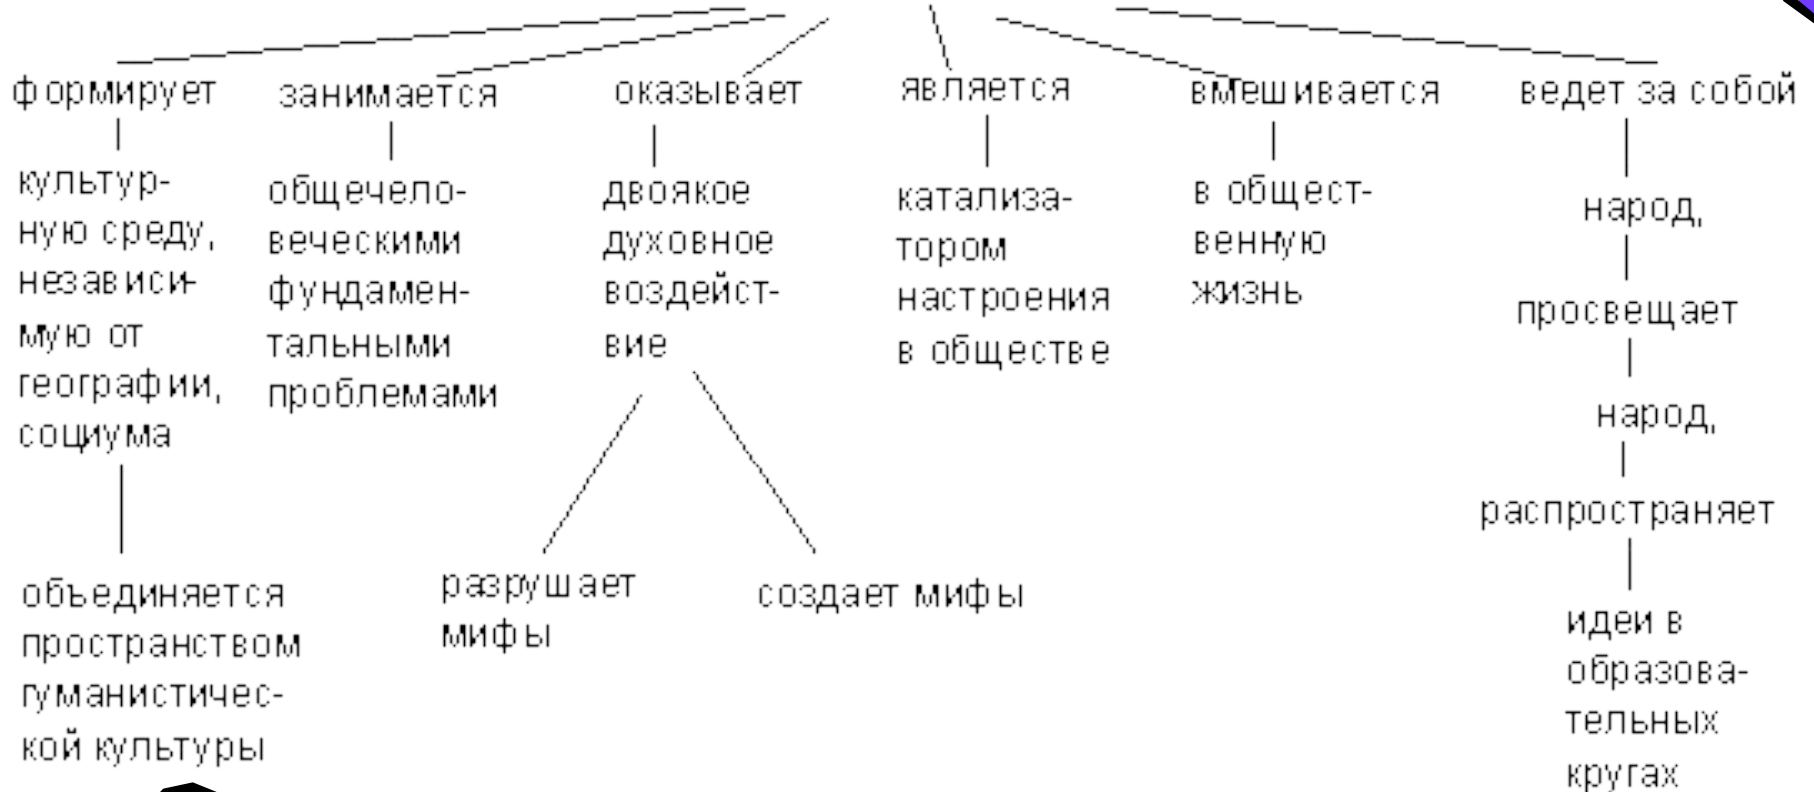 формирует
занимается
оказывает
является
вмешивается
ведет за собой
культур-
ную среду,
независи-
мую от
географии,
социума
объединяется
пространством
гуманистичес-
кой культуры
общечело-
веческими
фундамен-
тальными
проблемами
двоякое
духовное
воздейст-
вие
разрушает
мифы
создает мифы
катализа-
тором
настроения
в обществе
в общест-
венную
жизнь
народ,
просвещает
народ,
распространяет
идеи в
образова-
тельных
кругах